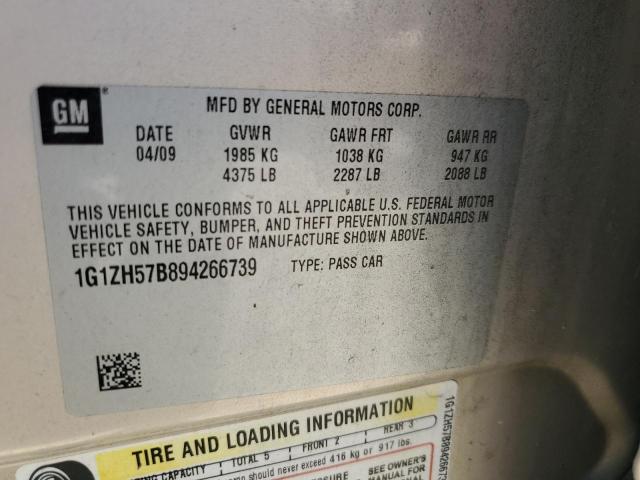 GM ®
MFD BY GENERAL MOTORS CORP.
DATE GVWR GAWR FRT GAWR RR
04/09 1985 KG 1038 KG 947 KG
4375 LB 2287 LB 2088 LB
THIS VEHICLE CONFORMS TO ALL APPLICABLE U.S. FEDERAL MOTOR
VEHICLE SAFETY, BUMPER, AND THEFT PREVENTION STANDARDS IN
EFFECT ON THE DATE OF MANUFACTURE SHOWN ABOVE.
1G1ZH57B894266739 TYPE: PASS CAR
TIRE AND LOADING INFORMATION
CAPACITY TOTAL 5 FRONT 2 REAR 3
should never exceed 416 kg or 917 lbs.
SEE OWNER'S
MANUAL FOR
1G1ZH57B89426673